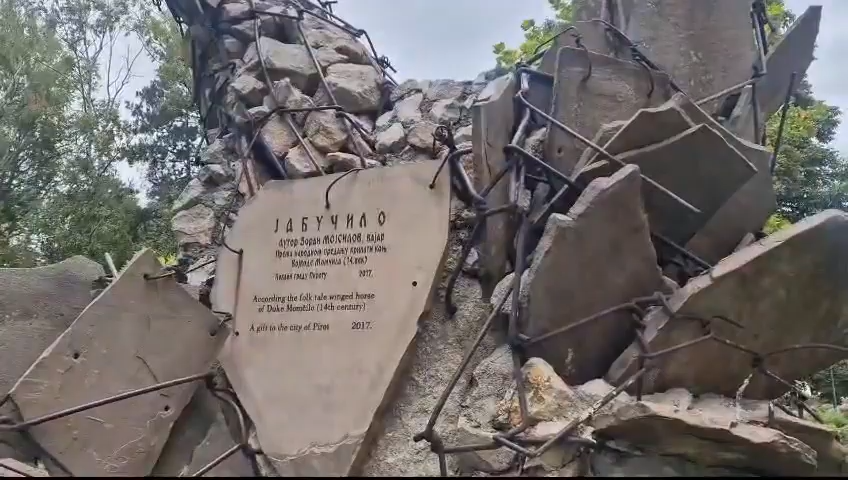 ЈАБУЧИЛО
аутор Зоран МОЈСИЛОВ, вајар
Према народном предању крилати коњ
Војводе Момчила (14. век)
Поклон граду Пироту 2017.
According the folk tale winged horse
of Duke Momčilo (14th century)
A gift to the city of Pirot 2017.